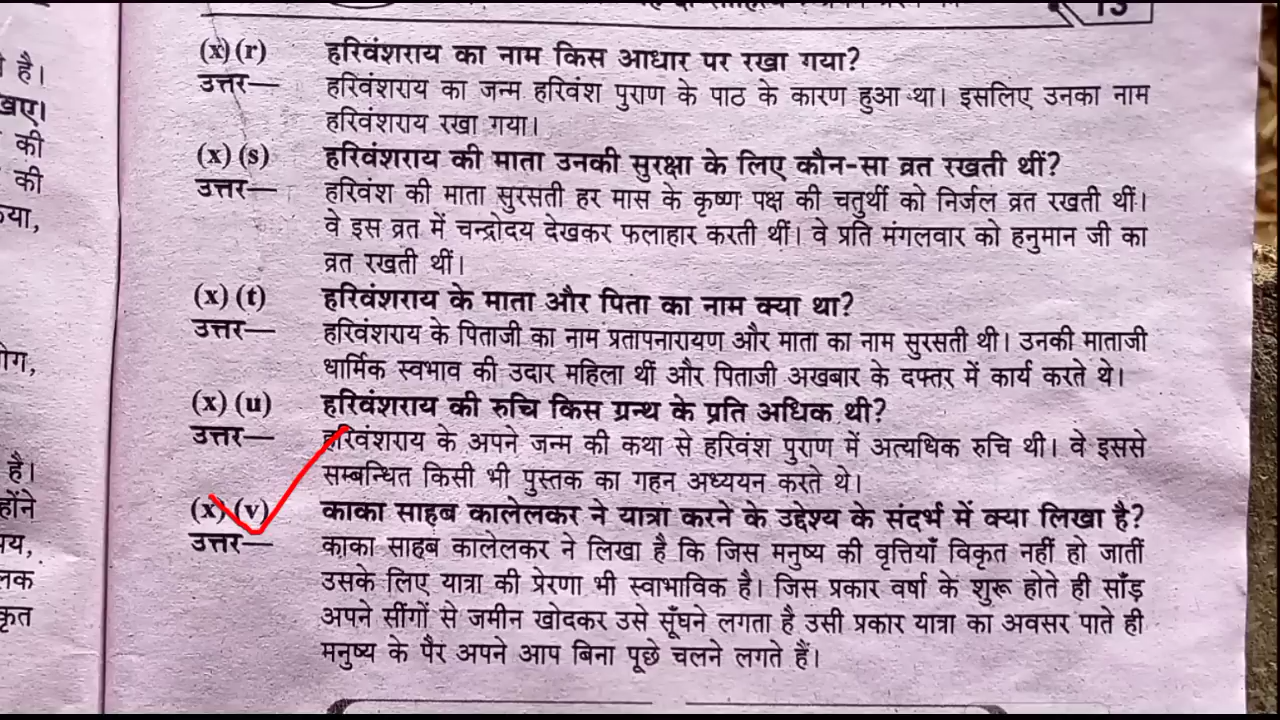 13
(x) (r) हरिवंशराय का नाम किस आधार पर रखा गया?
उत्तर— हरिवंशराय का जन्म हरिवंश पुराण के पाठ के कारण हुआ था। इसलिए उनका नाम
हरिवंशराय रखा गया।
(x) (s) हरिवंशराय की माता उनकी सुरक्षा के लिए कौन-सा व्रत रखती थीं?
उत्तर— हरिवंश की माता सुरसती हर मास के कृष्ण पक्ष की चतुर्थी को निर्जल व्रत रखती थीं।
वे इस व्रत में चन्द्रोदय देखकर फलाहार करती थीं। वे प्रति मंगलवार को हनुमान जी का
व्रत रखती थीं।
(x) (t) हरिवंशराय के माता और पिता का नाम क्या था?
उत्तर— हरिवंशराय के पिताजी का नाम प्रतापनारायण और माता का नाम सुरसती थी। उनकी माताजी
धार्मिक स्वभाव की उदार महिला थीं और पिताजी अखबार के दफ्तर में कार्य करते थे।
(x) (u) हरिवंशराय की रुचि किस ग्रन्थ के प्रति अधिक थी?
उत्तर— हरिवंशराय के अपने जन्म की कथा से हरिवंश पुराण में अत्यधिक रुचि थी। वे इससे
सम्बन्धित किसी भी पुस्तक का गहन अध्ययन करते थे।
(x) (v) काका साहब कालेलकर ने यात्रा करने के उद्देश्य के संदर्भ में क्या लिखा है?
उत्तर— काका साहब कालेलकर ने लिखा है कि जिस मनुष्य की वृत्तियाँ विकृत नहीं हो जातीं
उसके लिए यात्रा की प्रेरणा भी स्वाभाविक है। जिस प्रकार वर्षा के शुरू होते ही साँड़
अपने सींगों से जमीन खोदकर उसे सूँघने लगता है उसी प्रकार यात्रा का अवसर पाते ही
मनुष्य के पैर अपने आप बिना पूछे चलने लगते हैं।